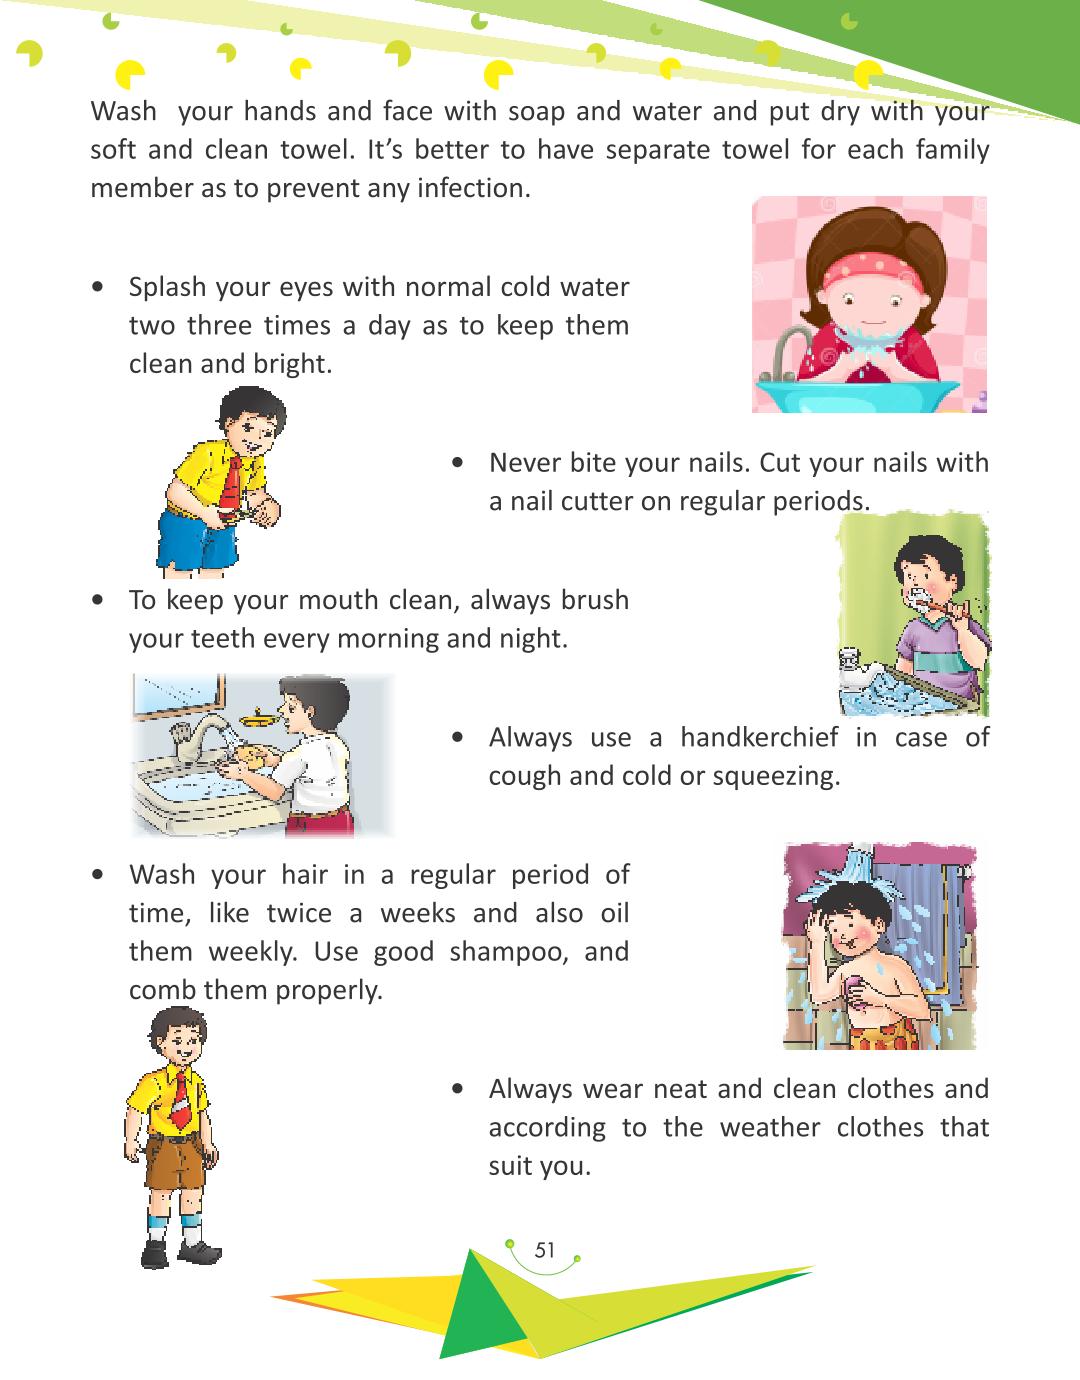 Wash your hands and face with soap and water and put dry with your
soft and clean towel. It's better to have separate towel for each family
member as to prevent any infection.
• Splash your eyes with normal cold water
two three times a day as to keep them
clean and bright.
• Never bite your nails. Cut your nails with
a nail cutter on regular periods.
• To keep your mouth clean, always brush
your teeth every morning and night.
• Always use a handkerchief in case of
cough and cold or squeezing.
• Wash your hair in a regular period of
time, like twice a weeks and also oil
them weekly. Use good shampoo, and
comb them properly.
• Always wear neat and clean clothes and
according to the weather clothes that
suit you.
51